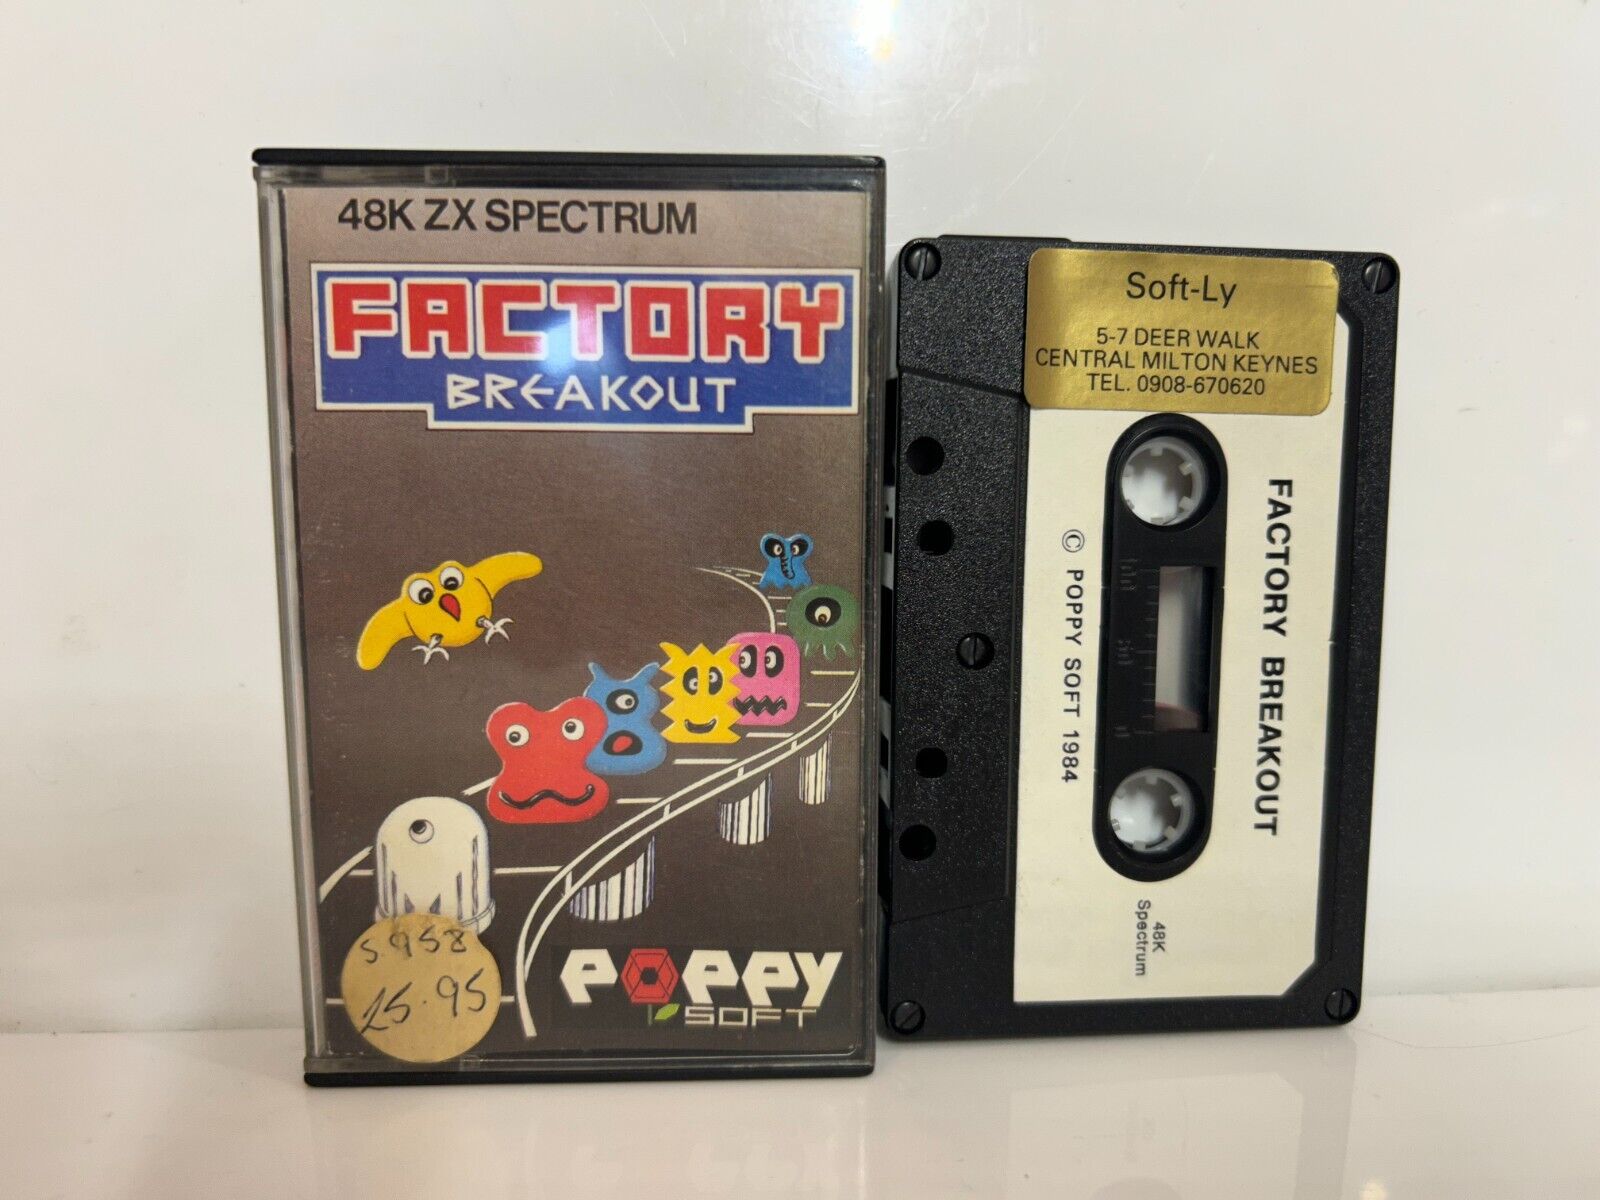 48K ZX SPECTRUM
FACTORY
BREAKOUT
S.958
£5.95
POPPY
SOFT
Soft-Ly
5-7 DEER WALK
CENTRAL MILTON KEYNES
TEL. 0908-670620
FACTORY BREAKOUT
© POPPY SOFT 1984
48K
Spectrum